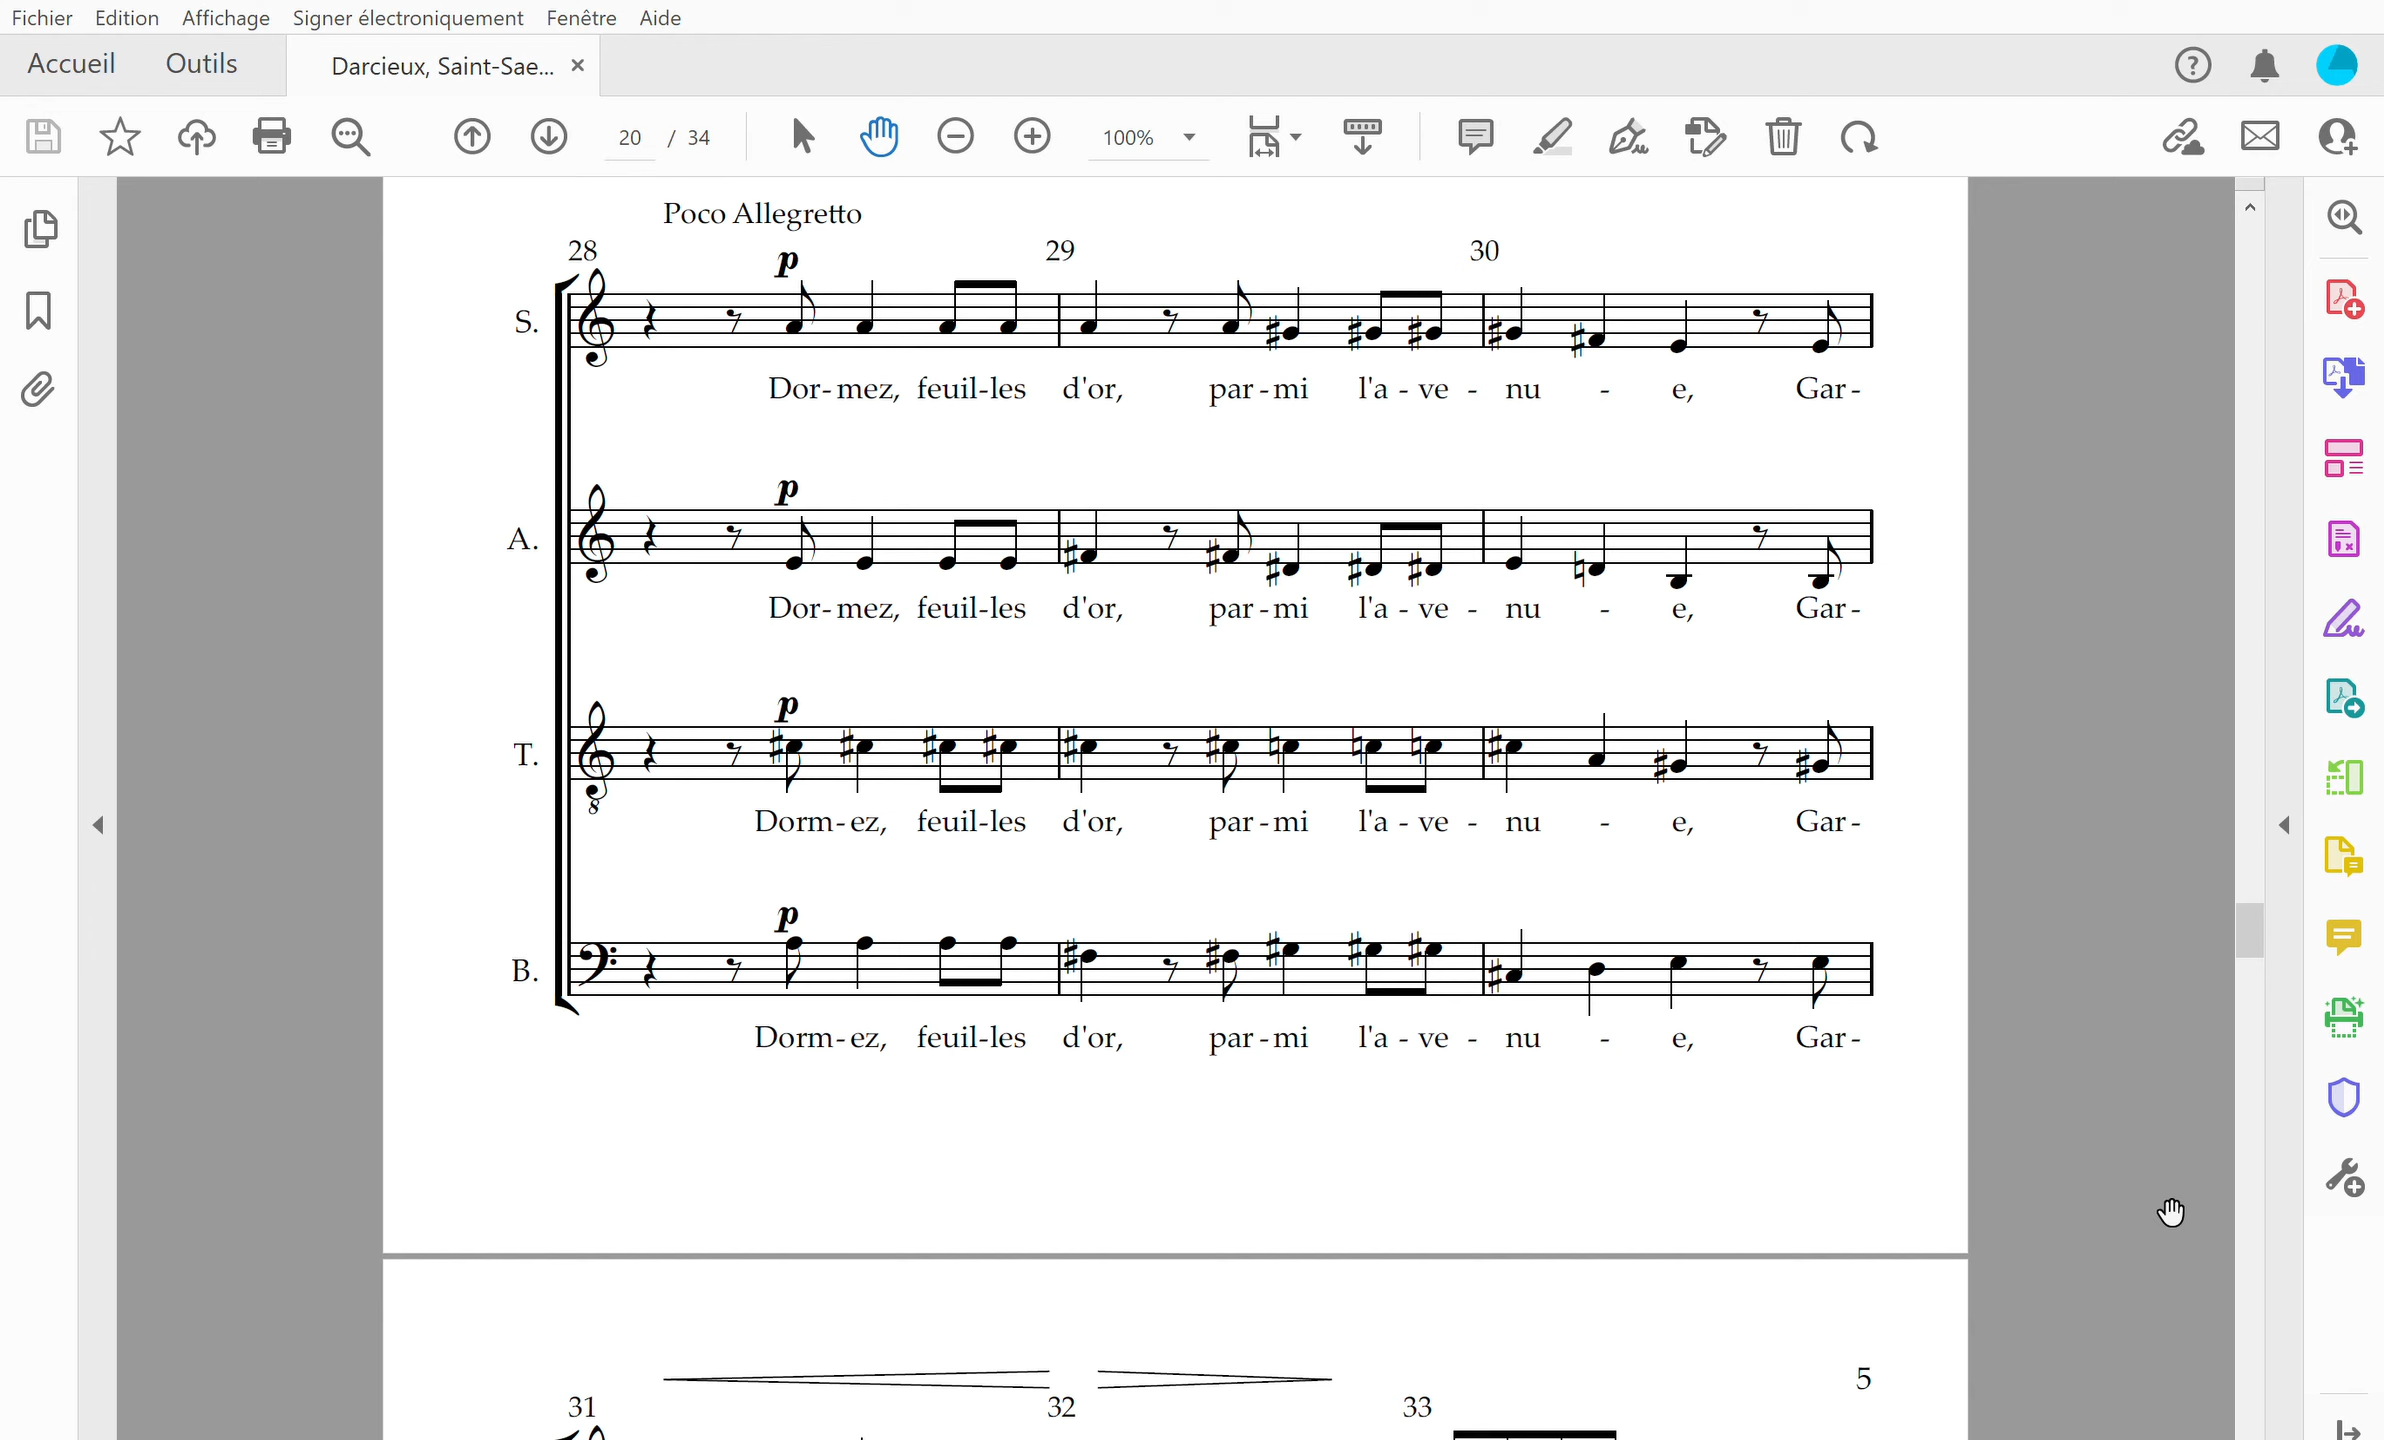 Fichier Edition Affichage Signer électroniquement Fenêtre Aide
Accueil Outils Darcieux, Saint-Sae... ×
20 / 34 100%
Poco Allegretto
28 29 30
p
S.
Dor-mez, feuil-les d'or, par-mi l'a-ve-nu - e, Gar-
p
A.
Dor-mez, feuil-les d'or, par-mi l'a-ve-nu - e, Gar-
p
T.
8
Dorm-ez, feuil-les d'or, par-mi l'a-ve-nu - e, Gar-
p
B.
Dorm-ez, feuil-les d'or, par-mi l'a-ve-nu - e, Gar-
5
31 32 33